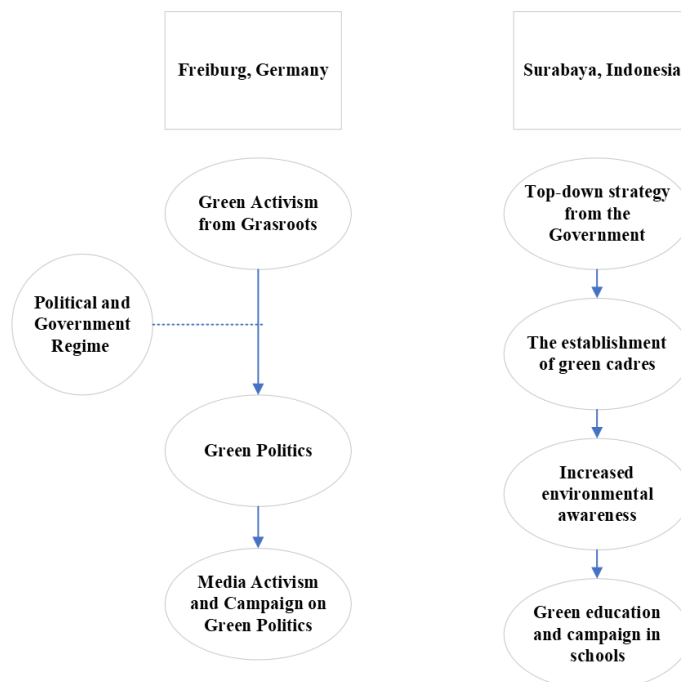 Freiburg, Germany
Surabaya, Indonesia
Green Activism
from Grasroots
Political and
Government
Regime
Green Politics
Media Activism
and Campaign on
Green Politics
Top-down strategy
from the
Government
The establishment
of green cadres
Increased
environmental
awareness
Green education
and campaign in
schools